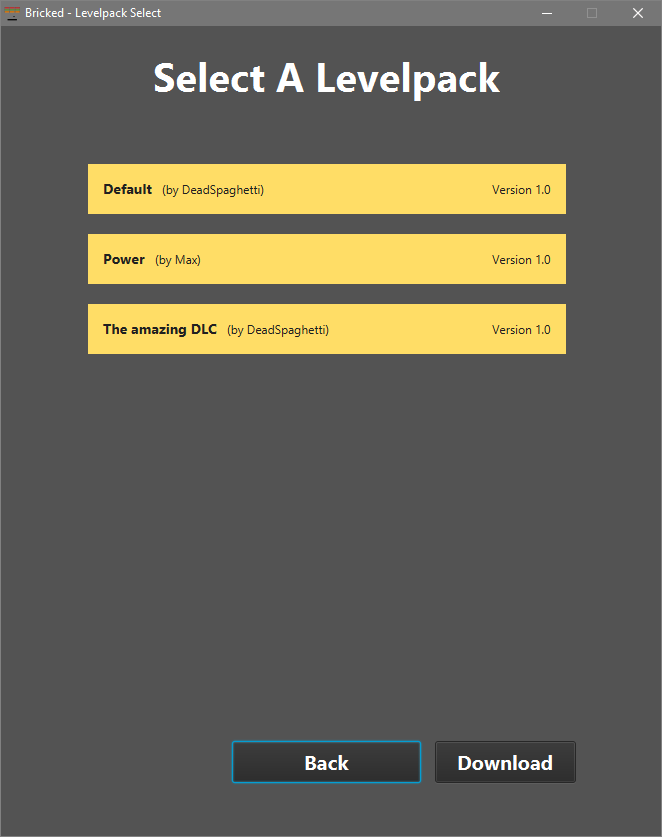 Bricked - Levelpack Select
Select A Levelpack
Default (by DeadSpaghetti) Version 1.0
Power (by Max) Version 1.0
The amazing DLC (by DeadSpaghetti) Version 1.0
Back Download